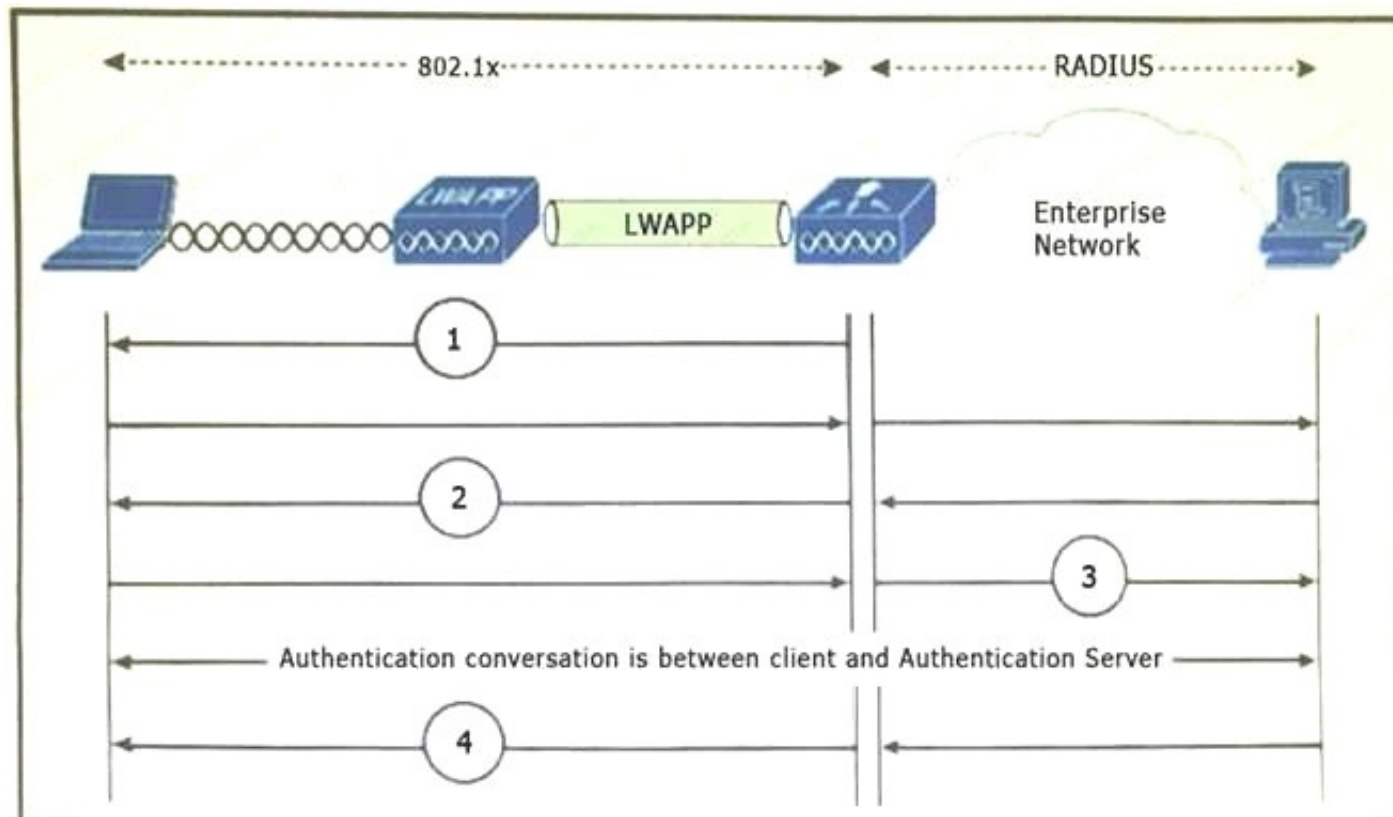 802.1x
RADIUS
LWAPP
LWAPP
Enterprise
Network
1
2
3
Authentication conversation is between client and Authentication Server
4